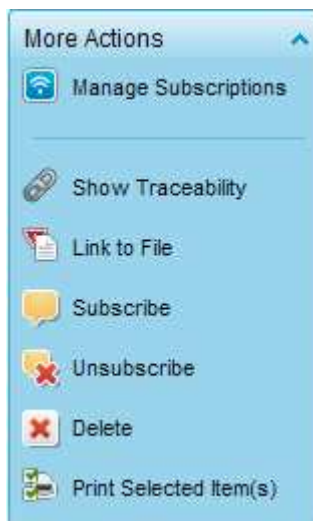 More Actions
Manage Subscriptions
Show Traceability
Link to File
Subscribe
Unsubscribe
Delete
Print Selected Item(s)